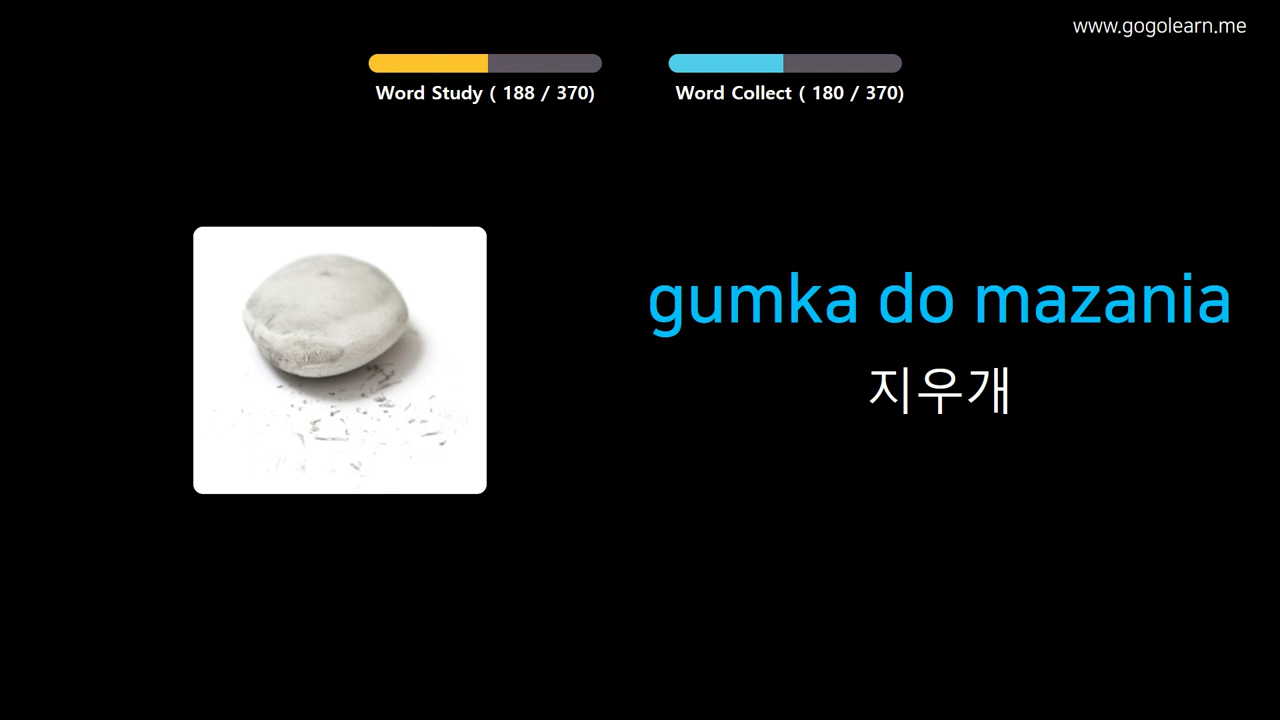 www.gogolearn.me
Word Study ( 188 / 370)
Word Collect ( 180 / 370)
gumka do mazania
지우개